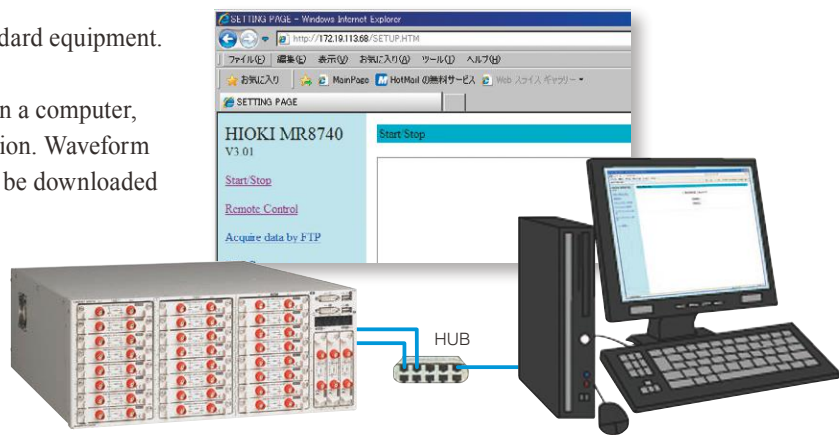 dard equipment.
n a computer,
ion. Waveform
be downloaded
SETTING PAGE - Windows Internet Explorer
http://172.19.113.68/SETUP.HTM
ファイル(F) 編集(E) 表示(V) お気に入り(A) ツール(T) ヘルプ(H)
お気に入り MainPage HotMail の無料サービス Web スライス ギャラリー
SETTING PAGE
HIOKI MR8740
V3.01
Start/Stop
Start/Stop
Remote Control
Acquire data by FTP
HUB